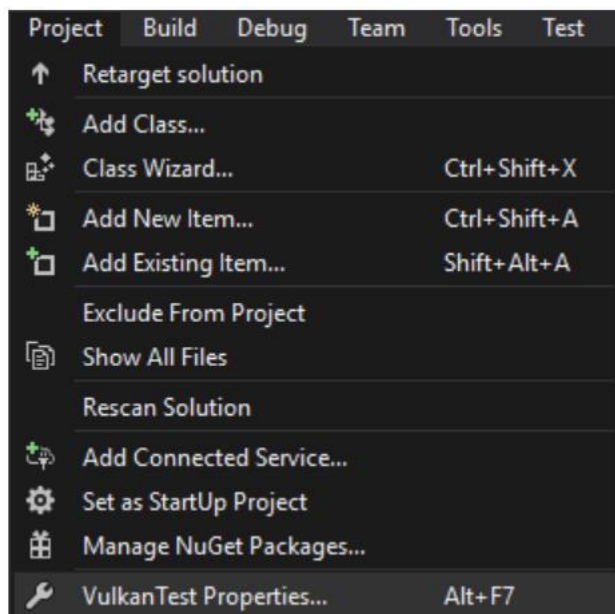 Project Build Debug Team Tools Test
Retarget solution
Add Class...
Class Wizard... Ctrl+Shift+X
Add New Item... Ctrl+Shift+A
Add Existing Item... Shift+Alt+A
Exclude From Project
Show All Files
Rescan Solution
Add Connected Service...
Set as StartUp Project
Manage NuGet Packages...
VulkanTest Properties... Alt+F7